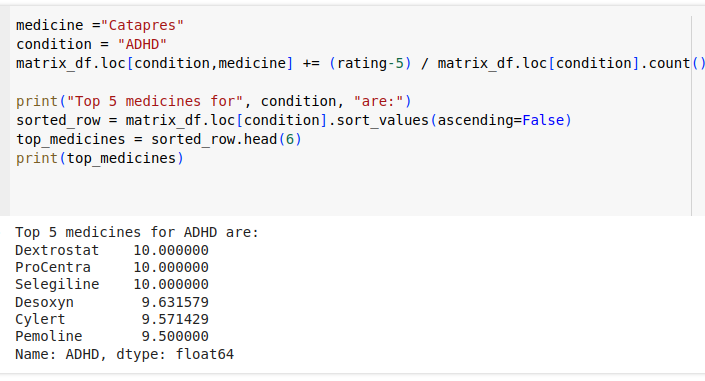 medicine ="Catapres"
condition = "ADHD"
matrix_df.loc[condition,medicine] += (rating-5) / matrix_df.loc[condition].count()
print("Top 5 medicines for", condition, "are:")
sorted_row = matrix_df.loc[condition].sort_values(ascending=False)
top_medicines = sorted_row.head(6)
print(top_medicines)
Top 5 medicines for ADHD are:
Dextrostat    10.000000
ProCentra     10.000000
Selegiline    10.000000
Desoxyn        9.631579
Cylert         9.571429
Pemoline       9.500000
Name: ADHD, dtype: float64